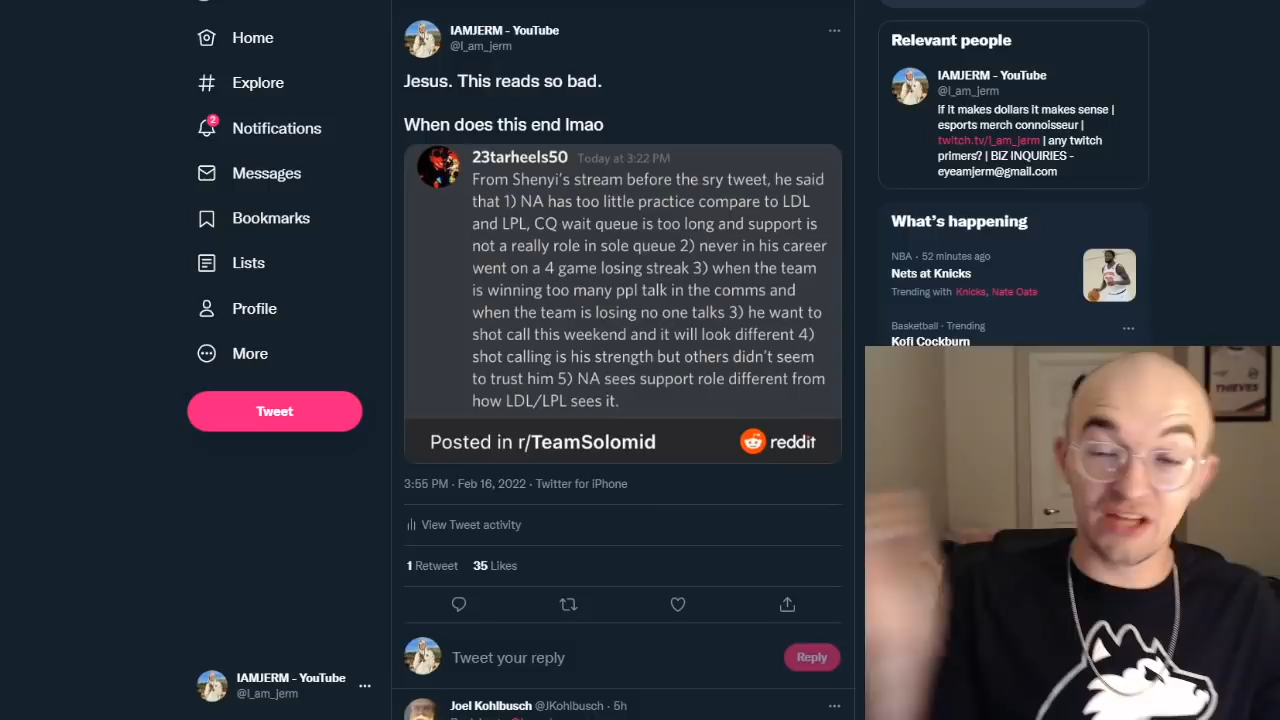 Home
Explore
2
Notifications
Messages
Bookmarks
Lists
Profile
More
Tweet
IAMJERM - YouTube
@I_am_jerm
IAMJERM - YouTube
@I_am_jerm
Jesus. This reads so bad.
When does this end lmao
23tarheels50 Today at 3:22 PM
From Shenyi's stream before the sry tweet, he said
that 1) NA has too little practice compare to LDL
and LPL, CQ wait queue is too long and support is
not a really role in sole queue 2) never in his career
went on a 4 game losing streak 3) when the team
is winning too many ppl talk in the comms and
when the team is losing no one talks 3) he want to
shot call this weekend and it will look different 4)
shot calling is his strength but others didn't seem
to trust him 5) NA sees support role different from
how LDL/LPL sees it.
Posted in r/TeamSolomid
reddit
3:55 PM · Feb 16, 2022 · Twitter for iPhone
View Tweet activity
1 Retweet 35 Likes
Tweet your reply
Reply
Joel Kohlbusch @JKohlbusch · 5h
Relevant people
IAMJERM - YouTube
@I_am_jerm
If it makes dollars it makes sense |
esports merch connoisseur |
twitch.tv/I_am_jerm | any twitch
primers? | BIZ INQUIRIES -
eyeamjerm@gmail.com
What's happening
NBA · 52 minutes ago
Nets at Knicks
Trending with Knicks, Nate Oats
Basketball · Trending
Kofi Cockburn
THIEVES